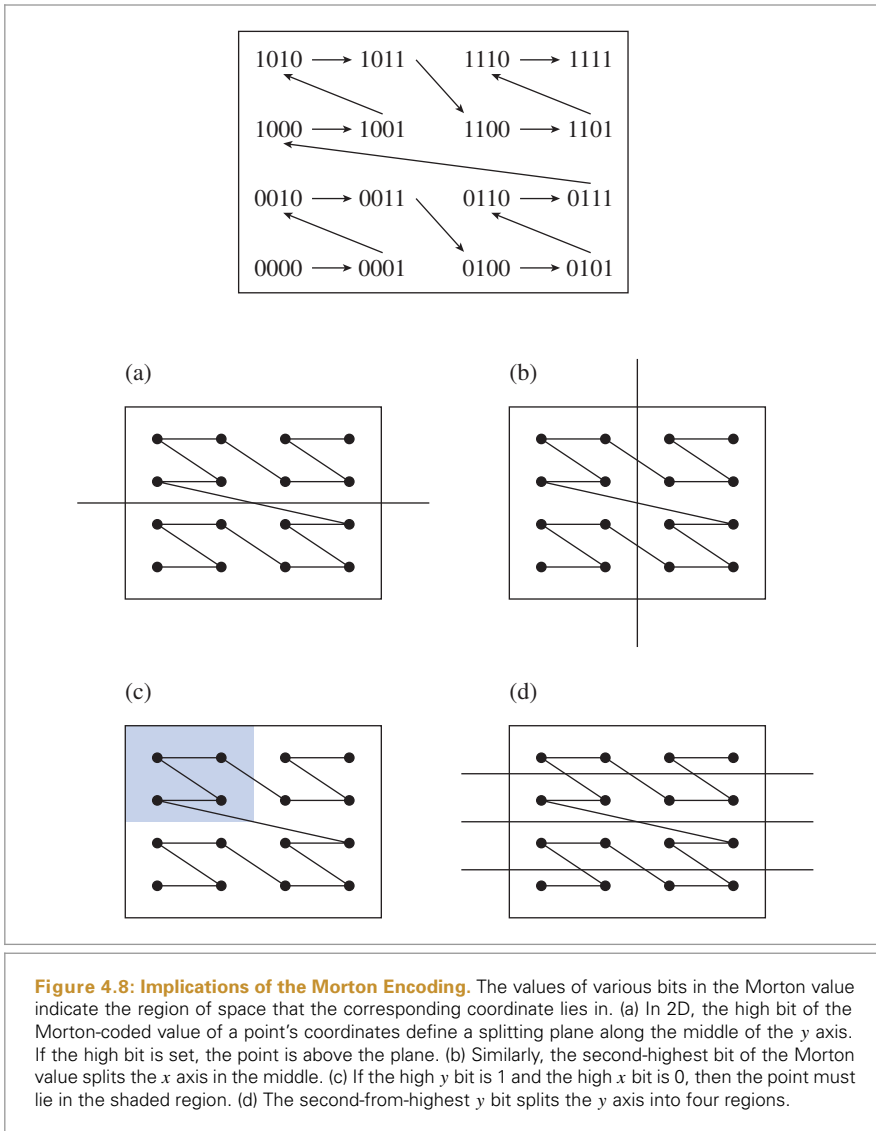 1010 1011 1110 1111
1000 1001 1100 1101
0010 0011 0110 0111
0000 0001 0100 0101
(a) (b)
(c) (d)
Figure 4.8: Implications of the Morton Encoding. The values of various bits in the Morton value
indicate the region of space that the corresponding coordinate lies in. (a) In 2D, the high bit of the
Morton-coded value of a point's coordinates define a splitting plane along the middle of the y axis.
If the high bit is set, the point is above the plane. (b) Similarly, the second-highest bit of the Morton
value splits the x axis in the middle. (c) If the high y bit is 1 and the high x bit is 0, then the point must
lie in the shaded region. (d) The second-from-highest y bit splits the y axis into four regions.